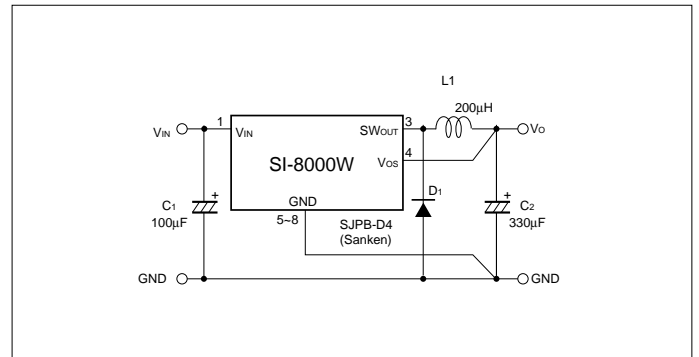 L1
200μH
VIN
1
VIN
SWOUT
3
VO
VOS
4
SI-8000W
D1
GND
C1
100μF
5~8
SJPB-D4
(Sanken)
C2
330μF
GND
GND